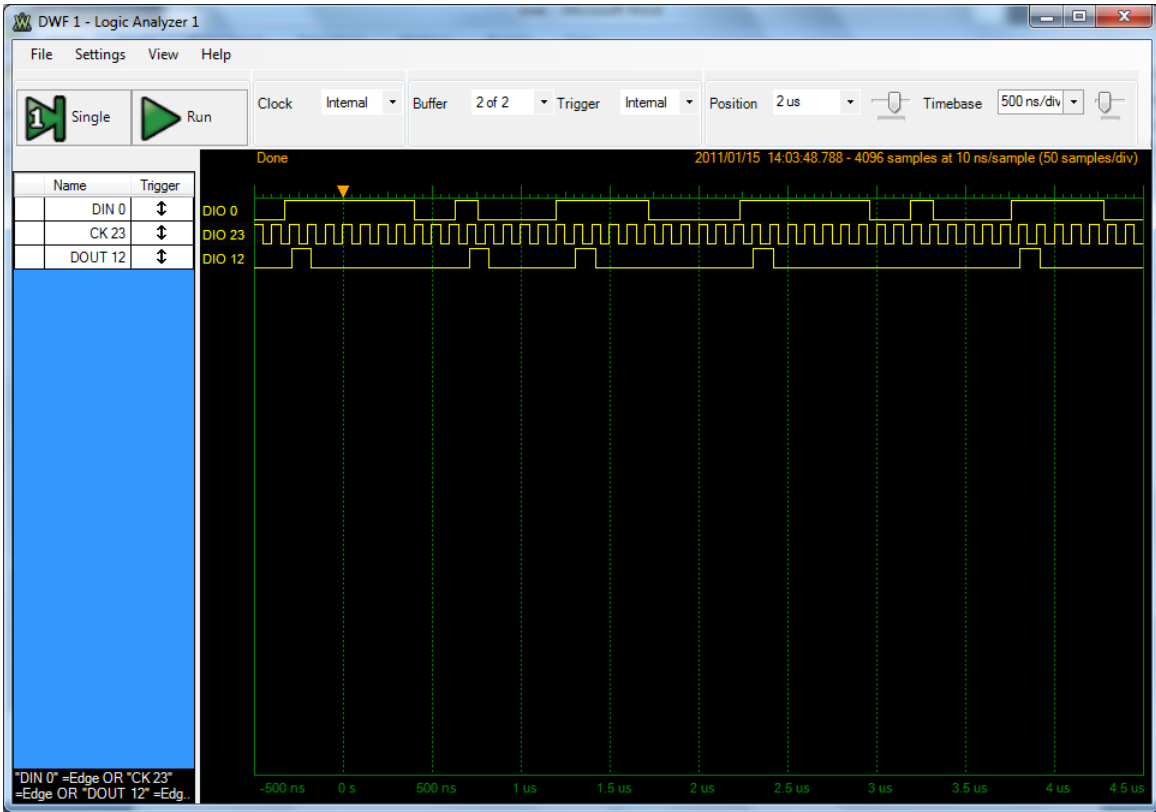 DWF 1 - Logic Analyzer 1
File Settings View Help
1 Single Run Clock Internal Buffer 2 of 2 Trigger Internal Position 2 us Timebase 500 ns/div
Done 2011/01/15 14:03:48.788 - 4096 samples at 10 ns/sample (50 samples/div)
Name Trigger
DIN 0 DIO 0
CK 23 DIO 23
DOUT 12 DIO 12
"DIN 0" =Edge OR "CK 23"
=Edge OR "DOUT 12" =Edg..
-500 ns 0 s 500 ns 1 us 1.5 us 2 us 2.5 us 3 us 3.5 us 4 us 4.5 us